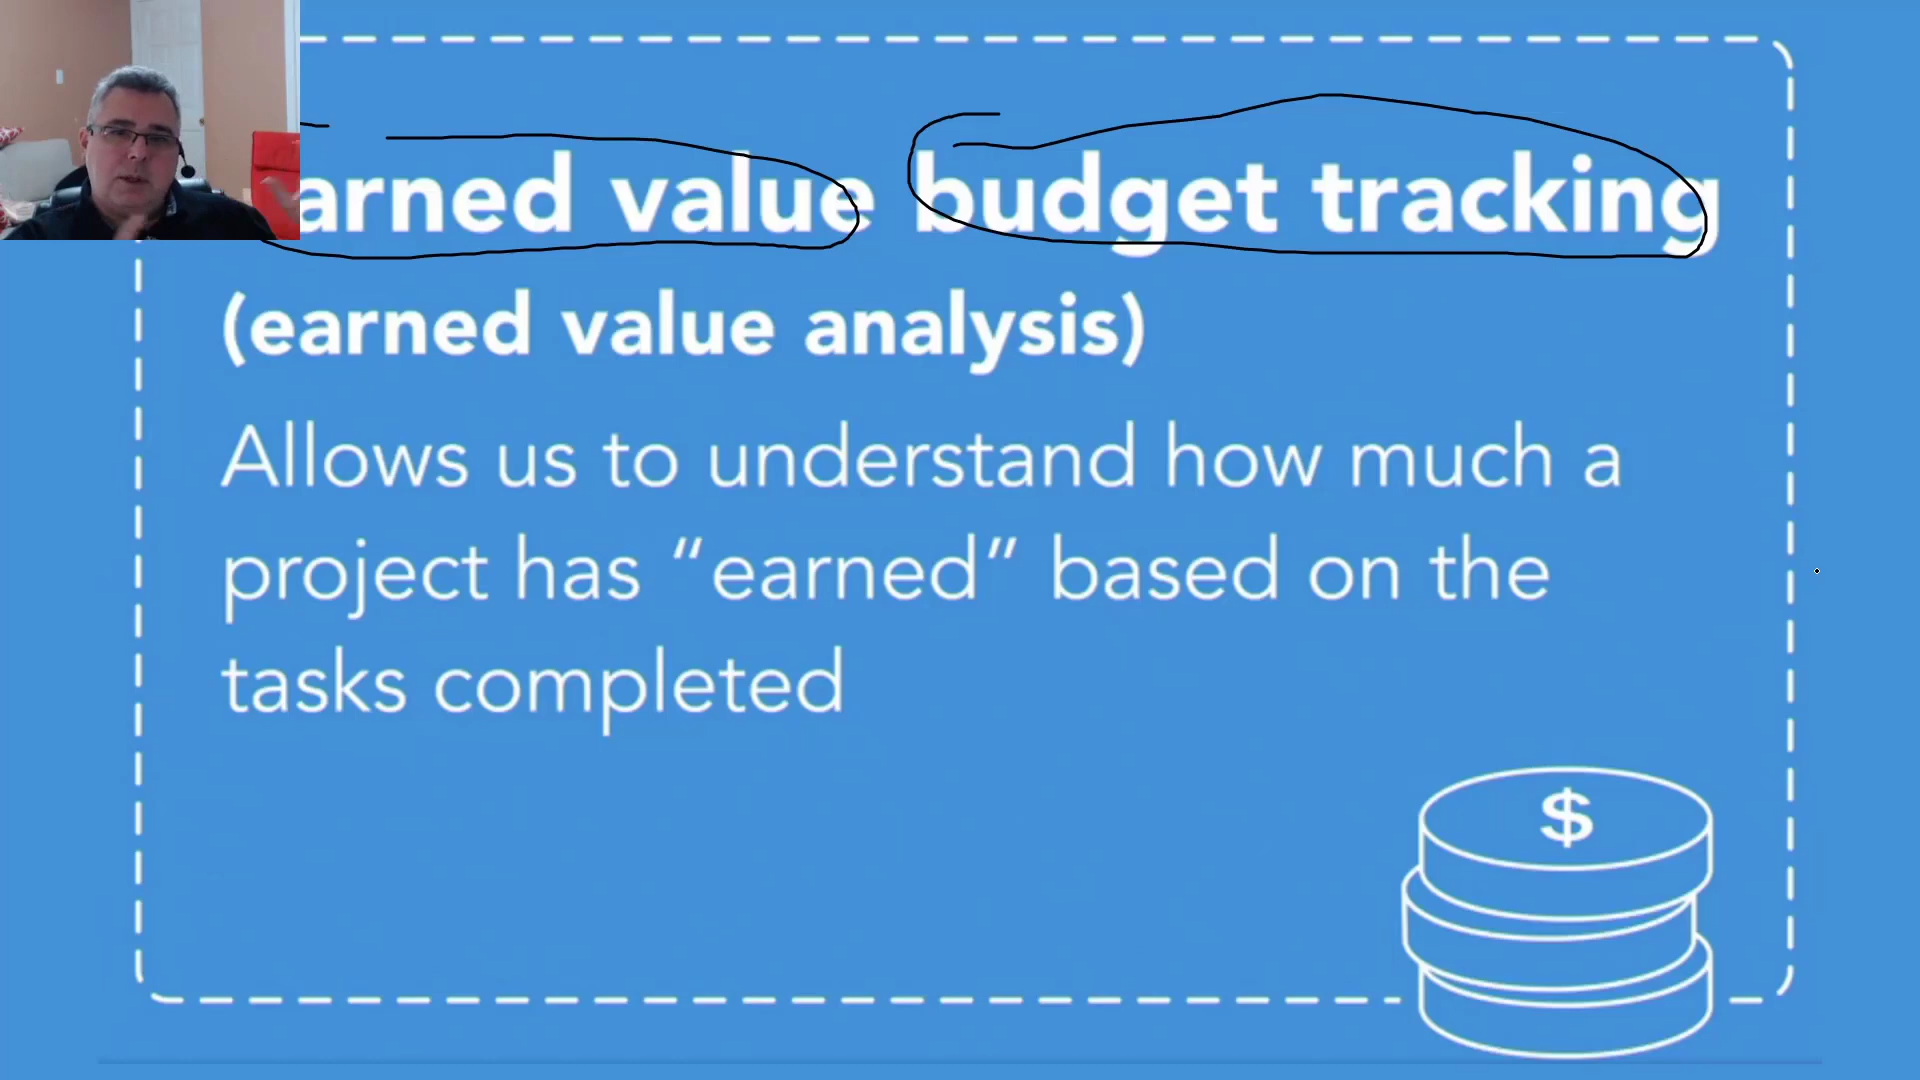 arned value budget tracking
(earned value analysis)
Allows us to understand how much a
project has “earned” based on the
tasks completed
$